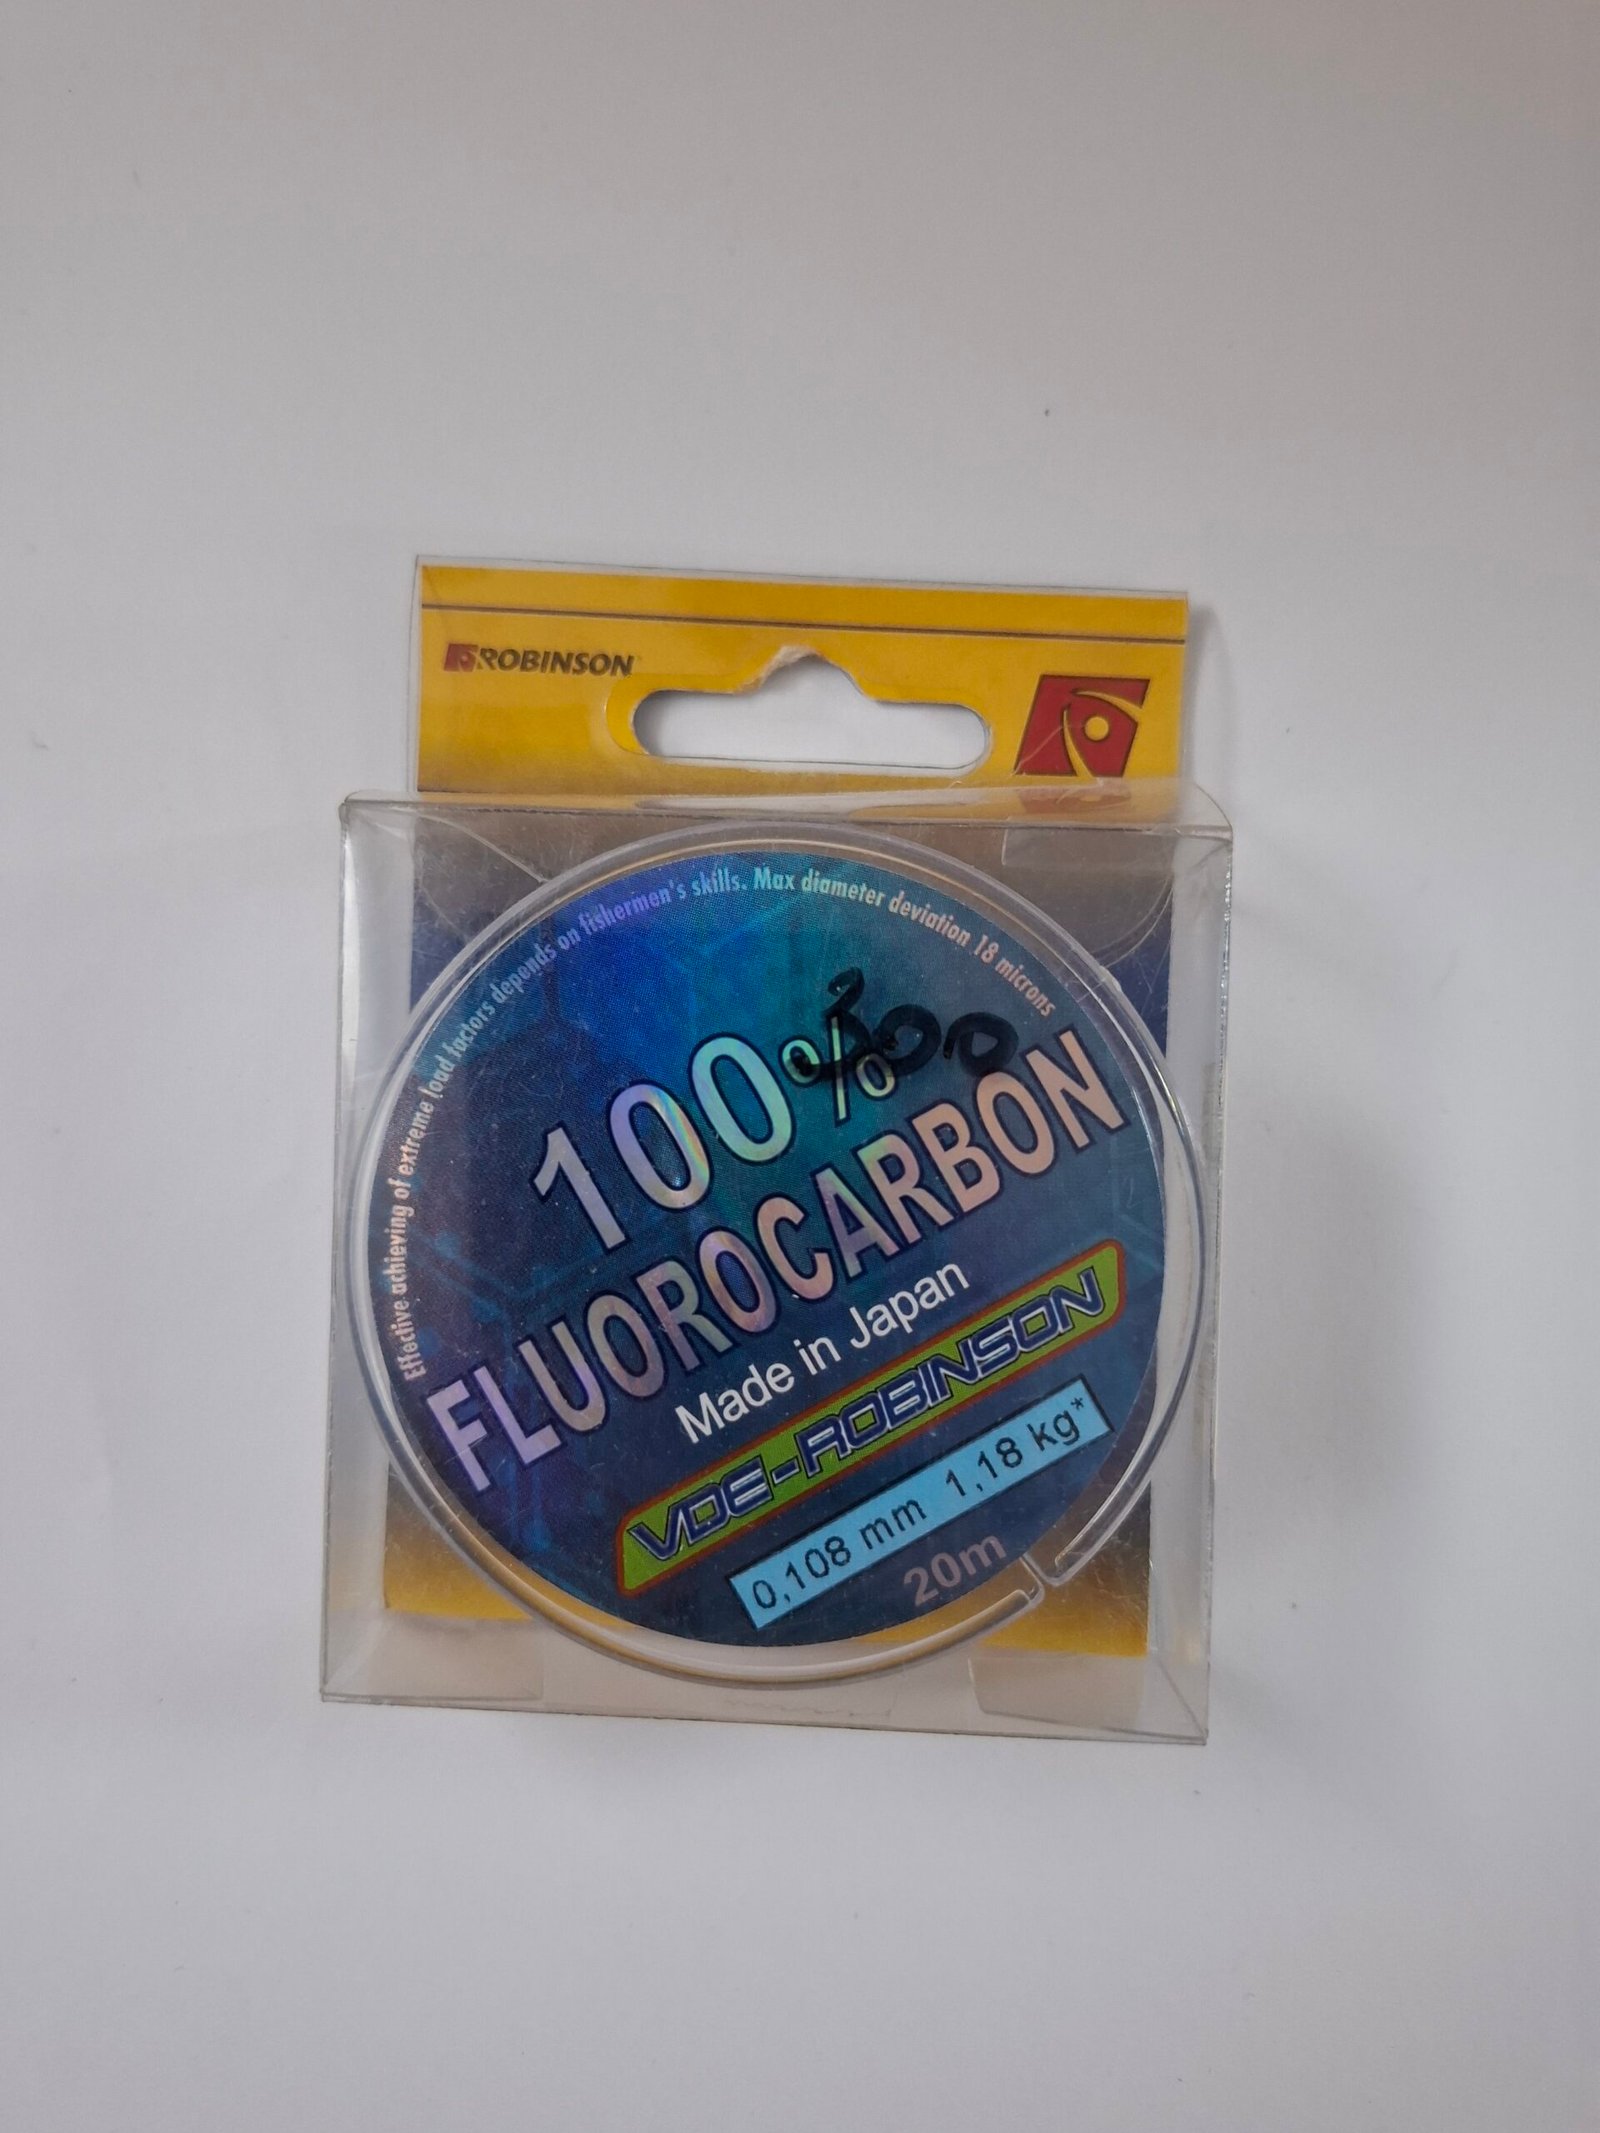 ROBINSON
Effective achieving of extreme load factors depends on fishermen's skills. Max diameter deviation 18 microns
100%
FLUOROCARBON
Made in Japan
VDE-ROBINSON
0,108 mm 1,18 kg*
20m